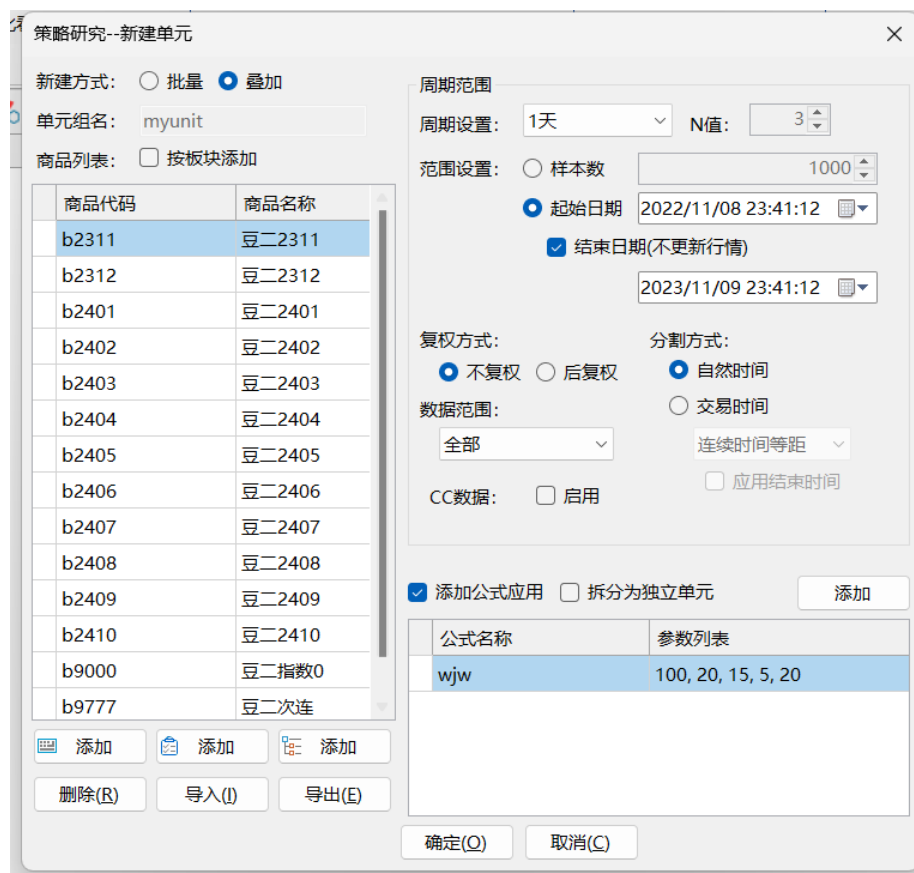 策略研究--新建单元
新建方式: 批量 叠加
单元组名: myunit
商品列表: 按板块添加
商品代码 商品名称
b2311 豆二2311
b2312 豆二2312
b2401 豆二2401
b2402 豆二2402
b2403 豆二2403
b2404 豆二2404
b2405 豆二2405
b2406 豆二2406
b2407 豆二2407
b2408 豆二2408
b2409 豆二2409
b2410 豆二2410
b9000 豆二指数0
b9777 豆二次连
添加 添加 添加
删除(R) 导入(I) 导出(E)
周期范围
周期设置: 1天 N值: 3
范围设置: 样本数 1000
起始日期 2022/11/08 23:41:12
结束日期(不更新行情)
2023/11/09 23:41:12
复权方式: 分割方式:
不复权 后复权 自然时间
数据范围: 交易时间
全部 连续时间等距
CC数据: 启用 应用结束时间
添加公式应用 拆分为独立单元 添加
公式名称 参数列表
wjw 100, 20, 15, 5, 20
确定(O) 取消(C)